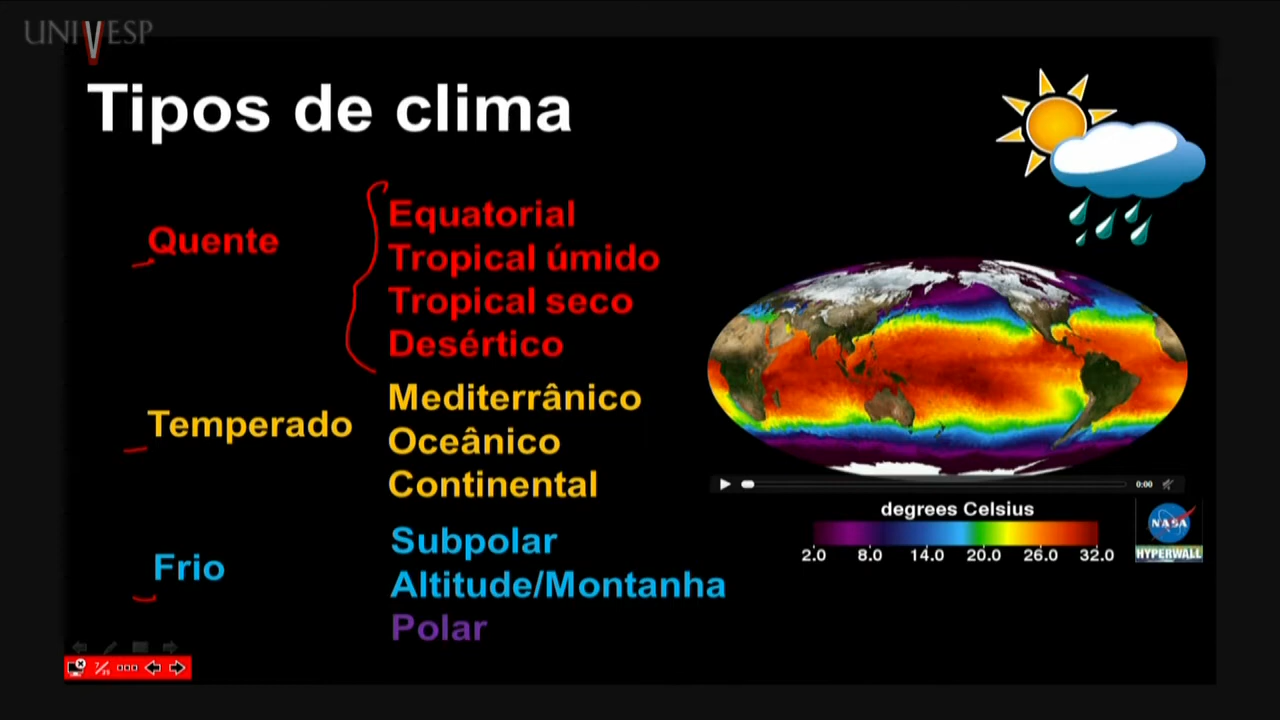 UNIVESP
Tipos de clima
Quente
Equatorial
Tropical úmido
Tropical seco
Desértico
Temperado
Mediterrânico
Oceânico
Continental
Frio
Subpolar
Altitude/Montanha
Polar
0:00
degrees Celsius
2.0 8.0 14.0 20.0 26.0 32.0
NASA
HYPERWALL